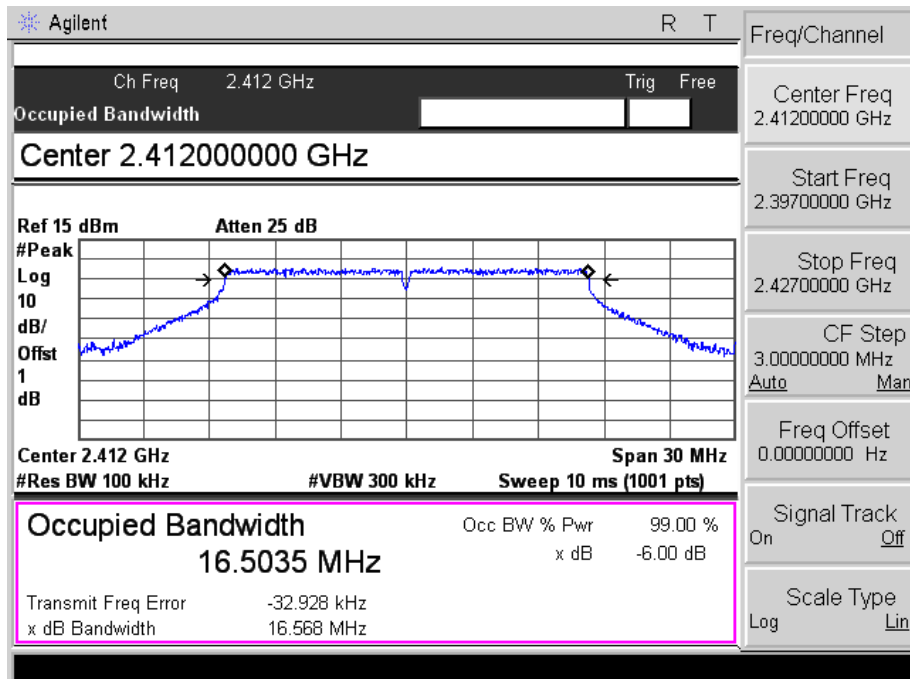 Agilent R T
Freq/Channel
Ch Freq 2.412 GHz Trig Free
Occupied Bandwidth
Center 2.412000000 GHz
Ref 15 dBm Atten 25 dB
#Peak
Log
10
dB/
Offst
1
dB
Center 2.412 GHz Span 30 MHz
#Res BW 100 kHz #VBW 300 kHz Sweep 10 ms (1001 pts)
Occupied Bandwidth Occ BW % Pwr 99.00 %
16.5035 MHz x dB -6.00 dB
Transmit Freq Error -32.928 kHz
x dB Bandwidth 16.568 MHz
Center Freq
2.41200000 GHz
Start Freq
2.39700000 GHz
Stop Freq
2.42700000 GHz
CF Step
3.00000000 MHz
Auto Man
Freq Offset
0.00000000 Hz
Signal Track
On Off
Scale Type
Log Lin